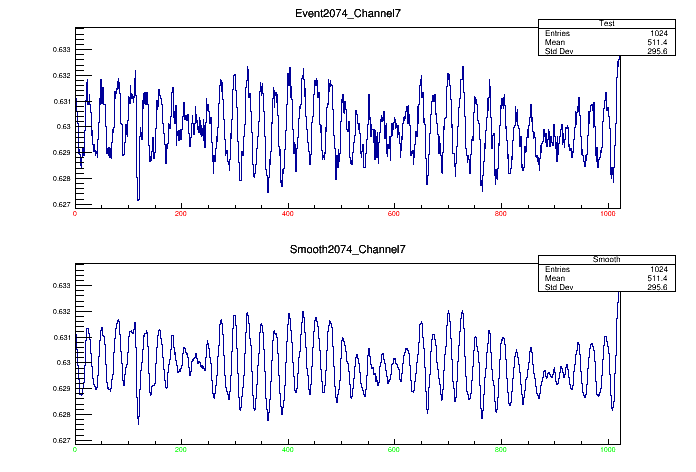 Event2074_Channel7
Test
Entries 1024
Mean 511.4
Std Dev 295.6
0.633
0.632
0.631
0.63
0.629
0.628
0.627
0 200 400 600 800 1000
Smooth2074_Channel7
Smooth
Entries 1024
Mean 511.4
Std Dev 295.6
0.633
0.632
0.631
0.63
0.629
0.628
0.627
0 200 400 600 800 1000